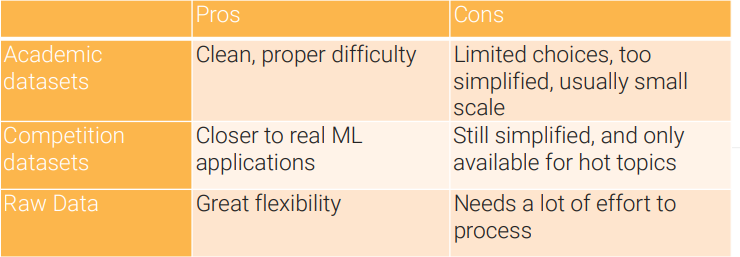 Pros Cons
Academic datasets Clean, proper difficulty Limited choices, too simplified, usually small scale
Competition datasets Closer to real ML applications Still simplified, and only available for hot topics
Raw Data Great flexibility Needs a lot of effort to process